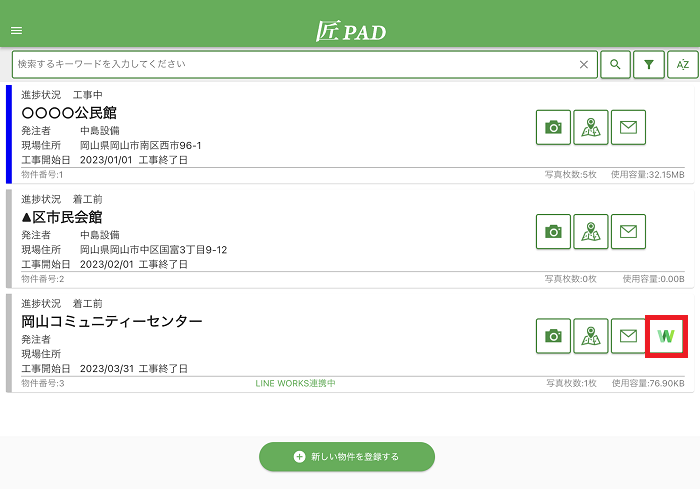 匠PAD
検索するキーワードを入力してください
AZ
進捗状況 工事中
〇〇〇〇公民館
発注者 中島設備
現場住所 岡山県岡山市南区西市96-1
工事開始日 2023/01/01 工事終了日
物件番号:1 写真枚数:5枚 使用容量:32.15MB
進捗状況 着工前
▲区市民会館
発注者 中島設備
現場住所 岡山県岡山市中区国富3丁目9-12
工事開始日 2023/02/01 工事終了日
物件番号:2 写真枚数:0枚 使用容量:0.00B
進捗状況 着工前
岡山コミュニティーセンター
発注者
現場住所
工事開始日 2023/03/31 工事終了日
物件番号:3 LINE WORKS連携中 写真枚数:1枚 使用容量:76.90KB
新しい物件を登録する